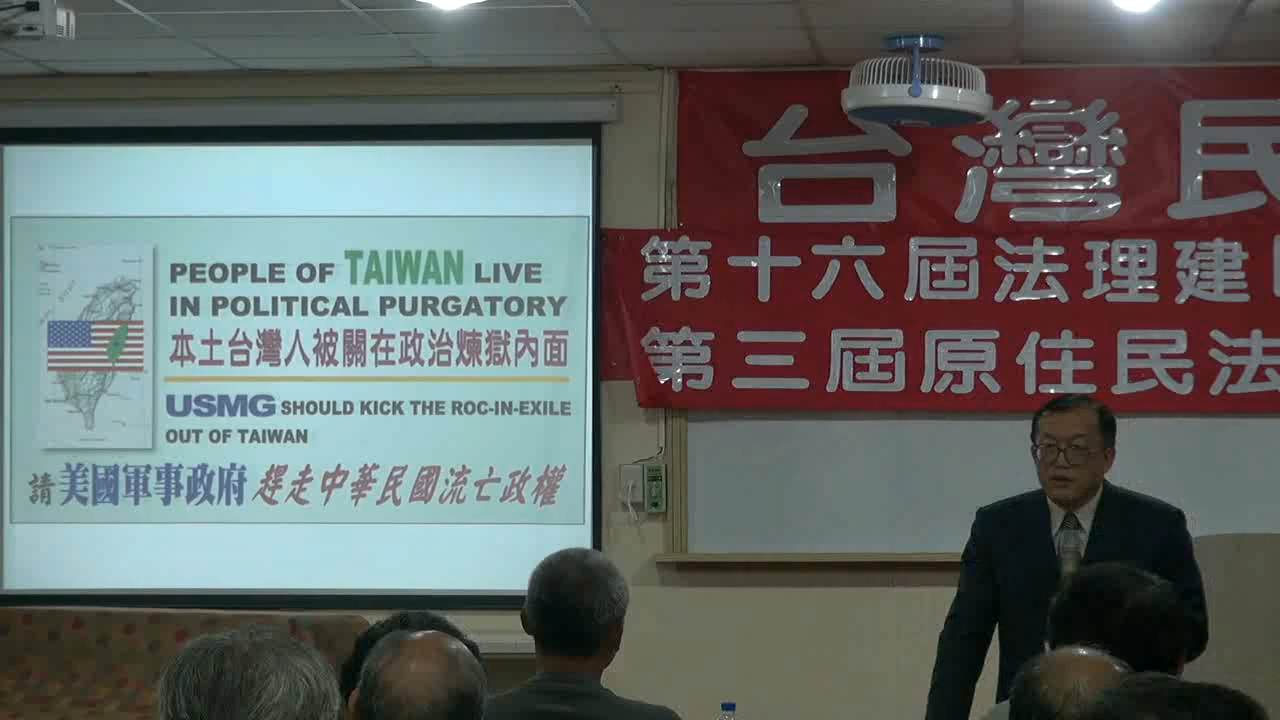 PEOPLE OF TAIWAN LIVE
IN POLITICAL PURGATORY
本土台灣人被關在政治煉獄內面
USMG SHOULD KICK THE ROC-IN-EXILE
OUT OF TAIWAN
請美國軍事政府 趕走中華民國流亡政權
台灣民
第十六屆法理建
第三屆原住民法